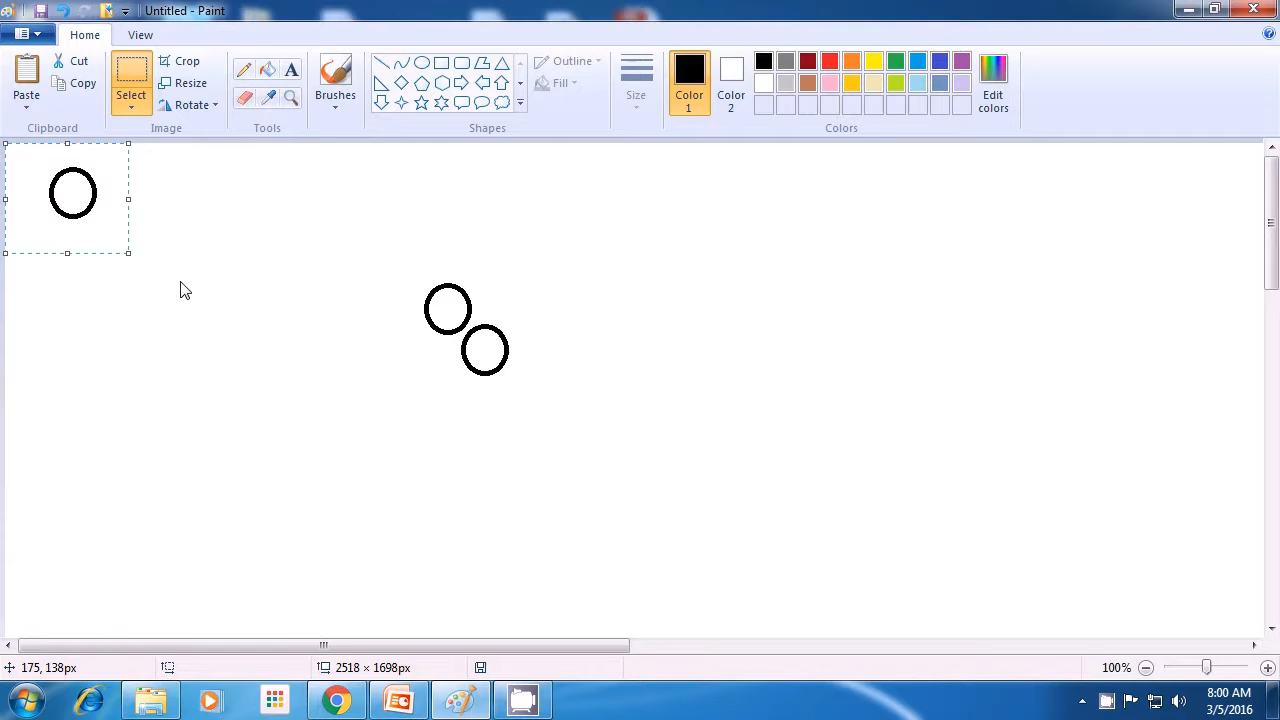 Untitled - Paint
Home View
Paste Cut Copy
Clipboard
Select Crop Resize Rotate
Image
Tools
Brushes
Outline Fill
Shapes
Size
Color 1 Color 2 Edit colors
Colors
175, 138px 2518 × 1698px 100%
8:00 AM
3/5/2016